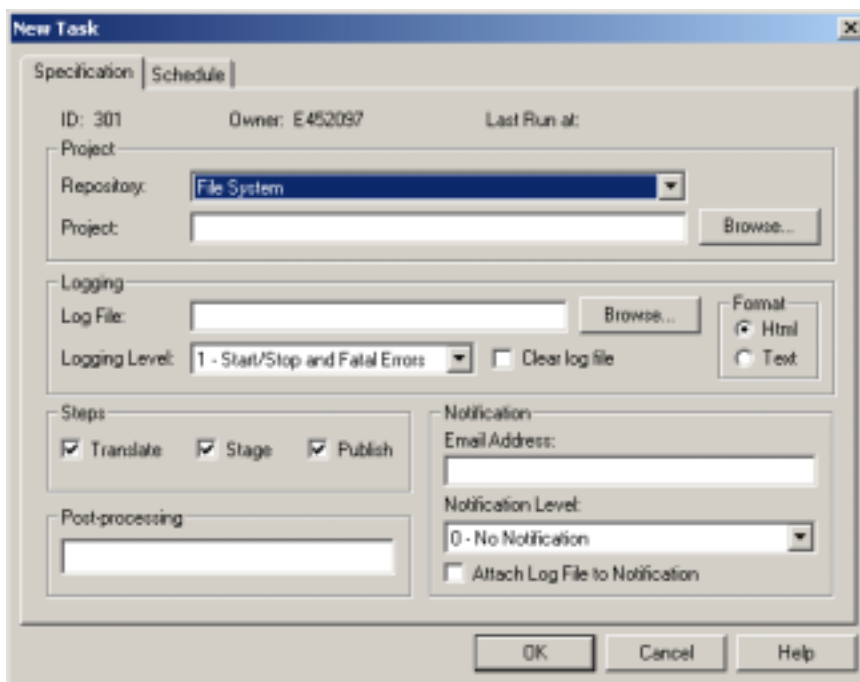 New Task
Specification Schedule
ID: 301 Owner: E452097 Last Run at:
Project
Repository: File System
Project: Browse...
Logging
Log File: Browse...
Format
Html
Logging Level: 1 - Start/Stop and Fatal Errors Clear log file
Text
Steps
Translate Stage Publish
Notification
Email Address:
Notification Level:
0 - No Notification
Attach Log File to Notification
Post-processing
OK Cancel Help